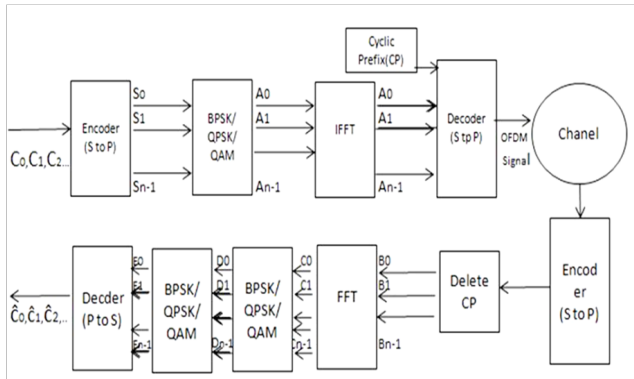 Cyclic
Prefix(CP)
Encoder
(S to P)
S0
S1
Sn-1
BPSK/
QPSK/
QAM
A0
A1
An-1
IFFT
A0
A1
An-1
Decoder
(S tp P)
OFDM
Signal
Chanel
C0,C1,C2...
Encod
er
(S to P)
Delete
CP
B0
B1
Bn-1
FFT
C0
C1
Cn-1
BPSK/
QPSK/
QAM
D0
D1
Dn-1
BPSK/
QPSK/
QAM
E0
E1
En-1
Decder
(P to S)
Ĉ0,Ĉ1,Ĉ2,..